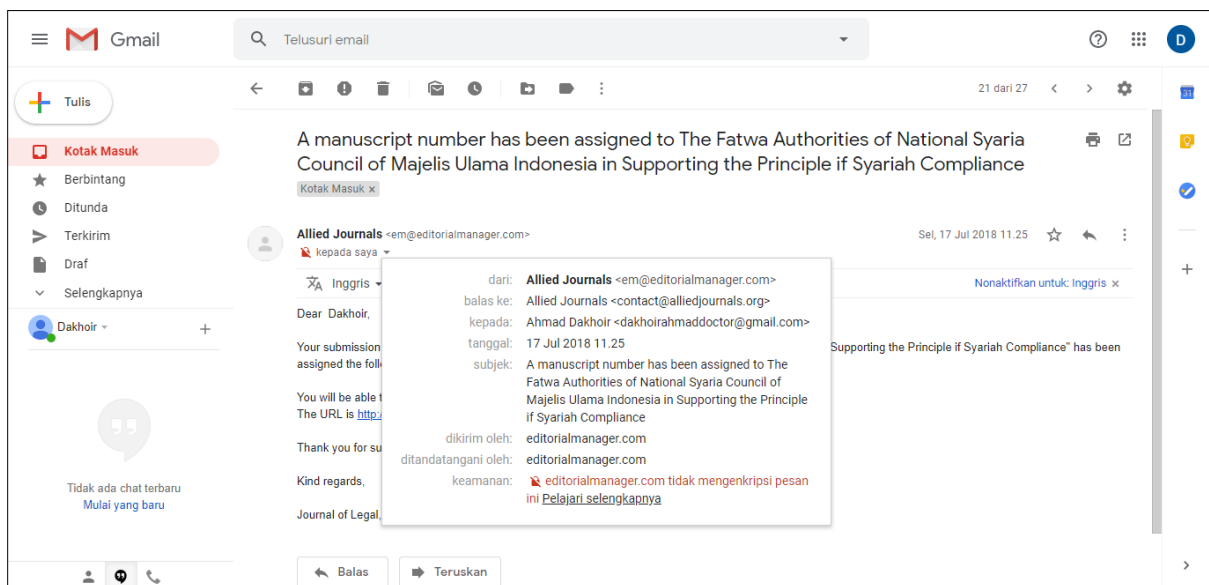 Gmail
Telusuri email
D
Tulis
21 dari 27
Kotak Masuk
Berbintang
Ditunda
Terkirim
Draf
Selengkapnya
Dakhoir
Tidak ada chat terbaru
Mulai yang baru
A manuscript number has been assigned to The Fatwa Authorities of National Syaria
Council of Majelis Ulama Indonesia in Supporting the Principle if Syariah Compliance
Kotak Masuk x
Allied Journals <em@editorialmanager.com>
Sel, 17 Jul 2018 11.25
kepada saya
Inggris
Nonaktifkan untuk: Inggris x
Dear Dakhoir,
Your submission Supporting the Principle if Syariah Compliance" has been
assigned the
You will be able
The URL is http:
Thank you for
Kind regards,
Journal of Legal,
dari: Allied Journals <em@editorialmanager.com>
balas ke: Allied Journals <contact@alliedjournals.org>
kepada: Ahmad Dakhoir <dakhoirahmaddoctor@gmail.com>
tanggal: 17 Jul 2018 11.25
subjek: A manuscript number has been assigned to The
Fatwa Authorities of National Syaria Council of
Majelis Ulama Indonesia in Supporting the Principle
if Syariah Compliance
dikirim oleh: editorialmanager.com
ditandatangani oleh: editorialmanager.com
keamanan: editorialmanager.com tidak mengenkripsi pesan
ini Pelajari selengkapnya
Balas
Teruskan
31